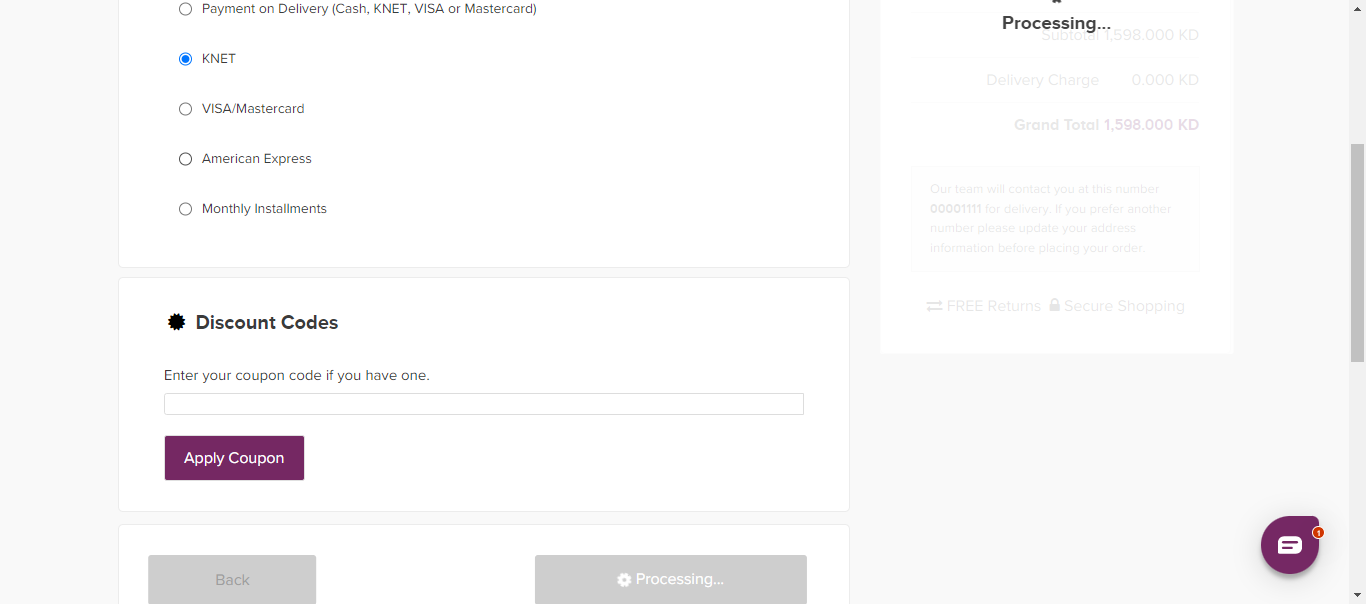 Payment on Delivery (Cash, KNET, VISA or Mastercard)
KNET
VISA/Mastercard
American Express
Monthly Installments
Discount Codes
Enter your coupon code if you have one.
Apply Coupon
Back
Processing...
Processing...
Subtotal 1,598.000 KD
Delivery Charge 0.000 KD
Grand Total 1,598.000 KD
Our team will contact you at this number
00001111 for delivery. If you prefer another
number please update your address
information before placing your order.
FREE Returns Secure Shopping
1